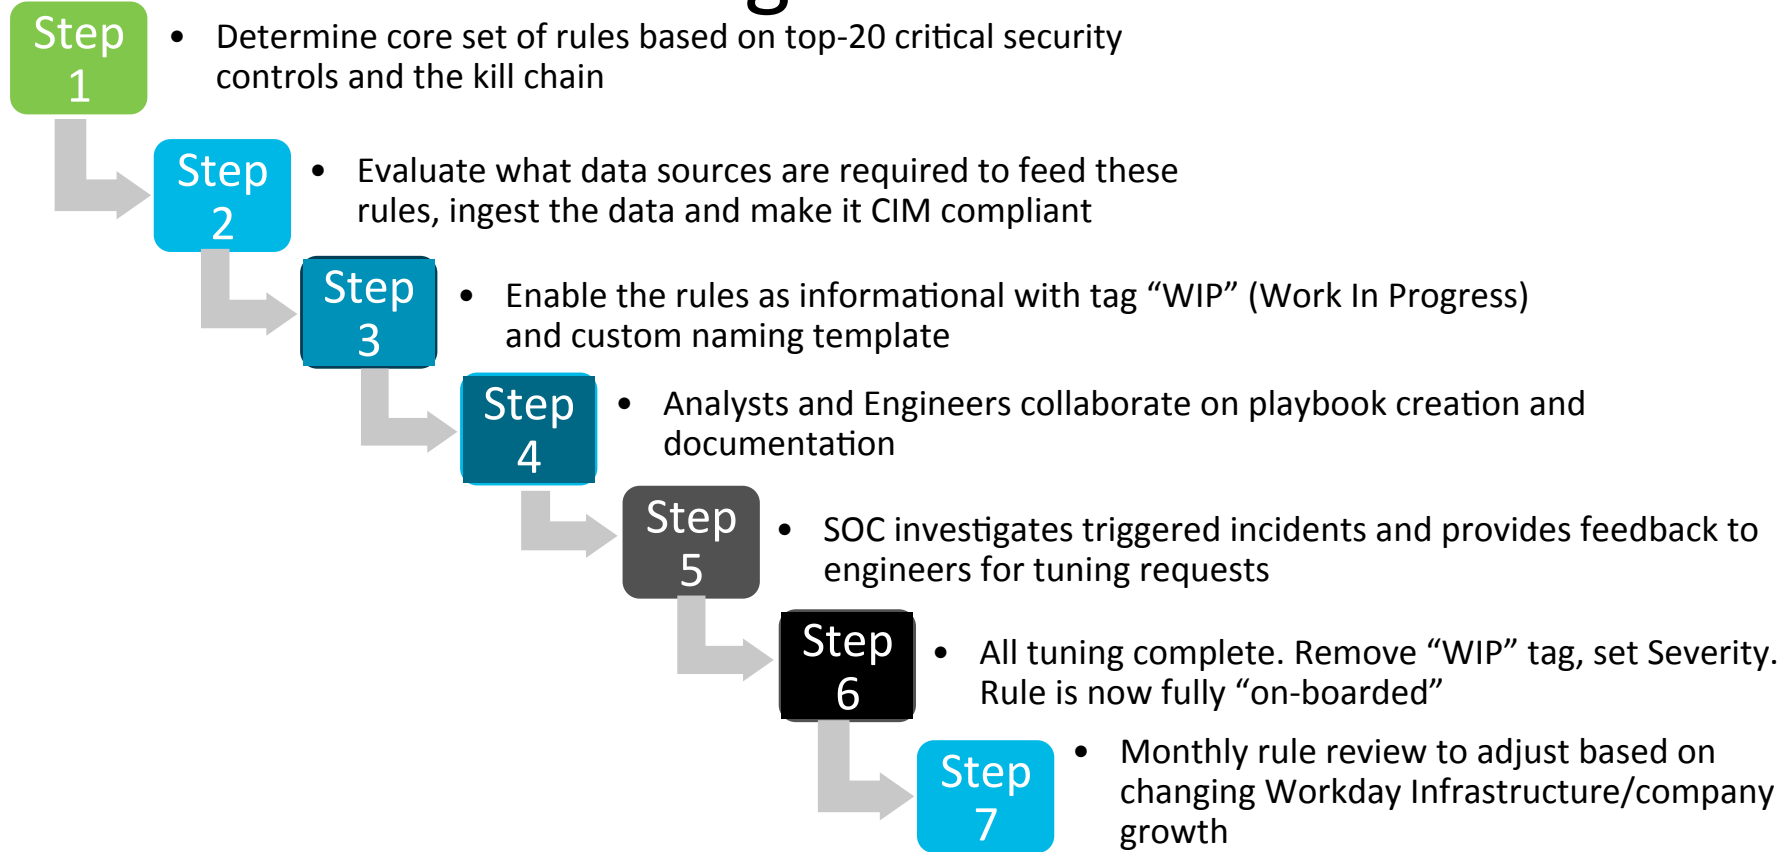 Step
1
• Determine core set of rules based on top-20 critical security
controls and the kill chain
Step
2
• Evaluate what data sources are required to feed these
rules, ingest the data and make it CIM compliant
Step
3
• Enable the rules as informational with tag “WIP” (Work In Progress)
and custom naming template
Step
4
• Analysts and Engineers collaborate on playbook creation and
documentation
Step
5
• SOC investigates triggered incidents and provides feedback to
engineers for tuning requests
Step
6
• All tuning complete. Remove “WIP” tag, set Severity.
Rule is now fully “on-boarded”
Step
7
• Monthly rule review to adjust based on
changing Workday Infrastructure/company
growth